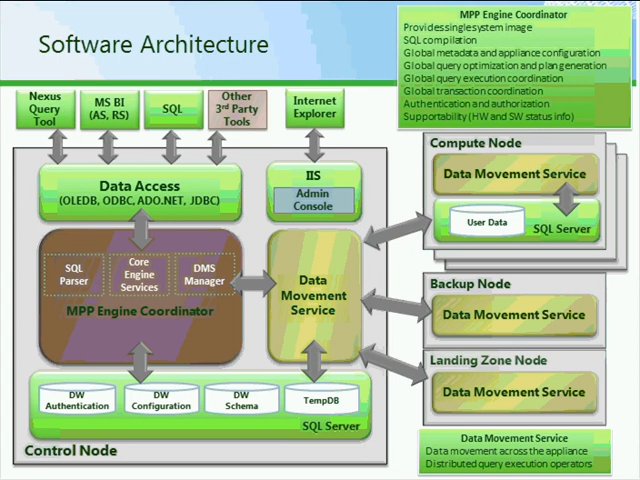 Software Architecture
MPP Engine Coordinator
Provides single system image
SQL compilation
Global metadata and appliance configuration
Global query optimization and plan generation
Global query execution coordination
Global transaction coordination
Authentication and authorization
Supportability (HW and SW status info)
Nexus
Query
Tool
MS BI
(AS, RS)
SQL
Other
3rd Party
Tools
Internet
Explorer
Data Access
(OLEDB, ODBC, ADO.NET, JDBC)
IIS
Admin
Console
SQL
Parser
Core
Engine
Services
DMS
Manager
MPP Engine Coordinator
Data
Movement
Service
DW
Authentication
DW
Configuration
DW
Schema
TempDB
SQL Server
Control Node
Compute Node
Data Movement Service
User Data
SQL Server
Backup Node
Data Movement Service
Landing Zone Node
Data Movement Service
Data Movement Service
Data movement across the appliance
Distributed query execution operators